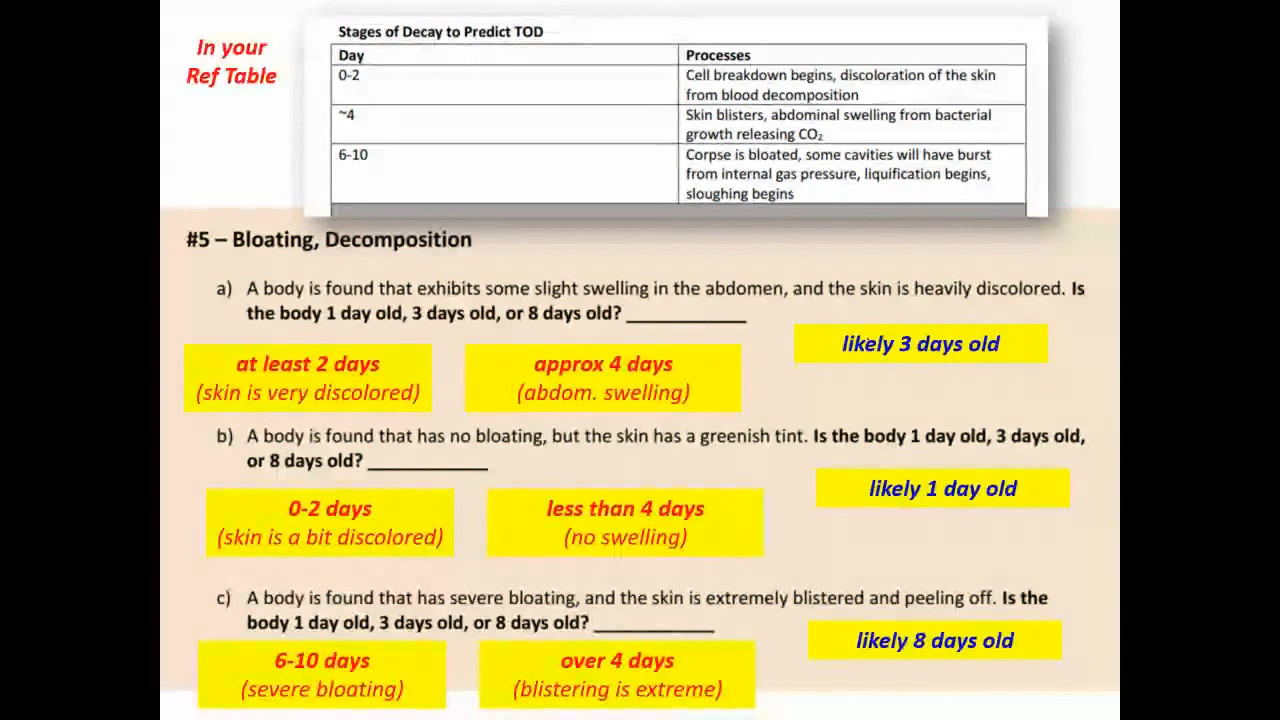 In your
Ref Table
Stages of Decay to Predict TOD
Day Processes
0-2 Cell breakdown begins, discoloration of the skin
from blood decomposition
~4 Skin blisters, abdominal swelling from bacterial
growth releasing CO₂
6-10 Corpse is bloated, some cavities will have burst
from internal gas pressure, liquification begins,
sloughing begins
#5 – Bloating, Decomposition
a) A body is found that exhibits some slight swelling in the abdomen, and the skin is heavily discolored. Is
the body 1 day old, 3 days old, or 8 days old? ____________
likely 3 days old
at least 2 days
(skin is very discolored)
approx 4 days
(abdom. swelling)
b) A body is found that has no bloating, but the skin has a greenish tint. Is the body 1 day old, 3 days old,
or 8 days old? ____________
likely 1 day old
0-2 days
(skin is a bit discolored)
less than 4 days
(no swelling)
c) A body is found that has severe bloating, and the skin is extremely blistered and peeling off. Is the
body 1 day old, 3 days old, or 8 days old? ____________
likely 8 days old
6-10 days
(severe bloating)
over 4 days
(blistering is extreme)